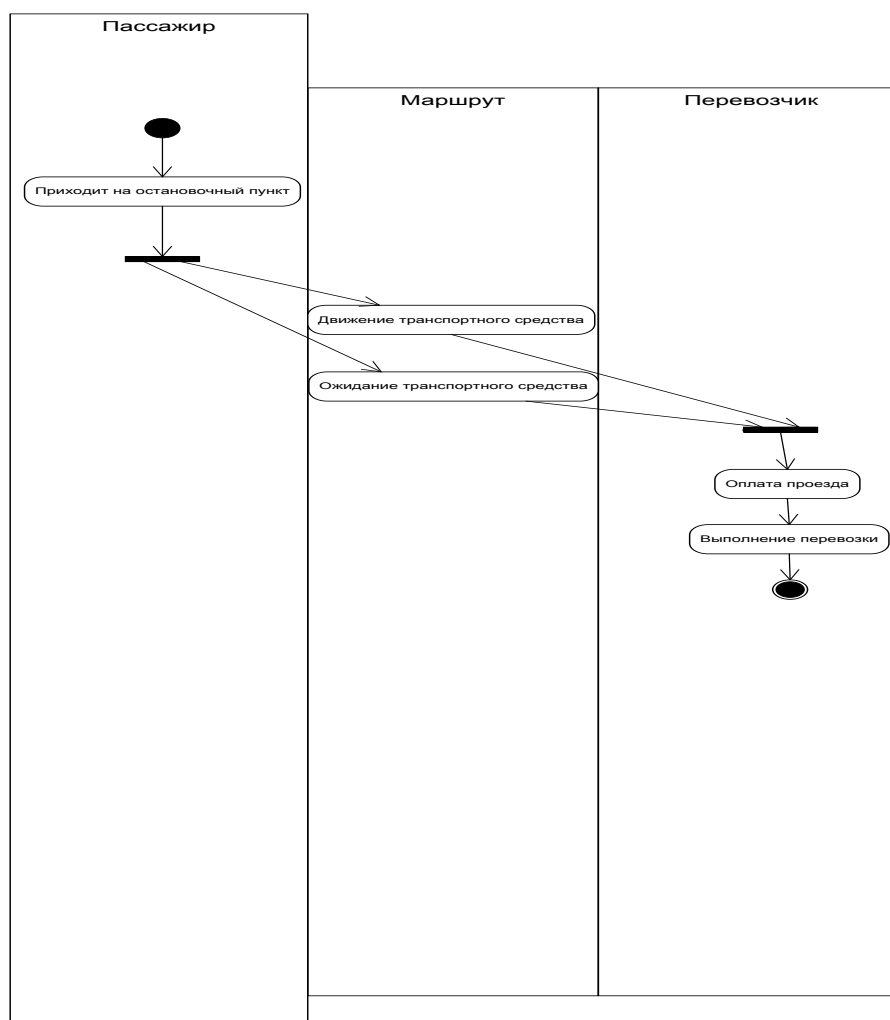 Пассажир
Маршрут
Перевозчик
Приходит на остановочный пункт
Движение транспортного средства
Ожидание транспортного средства
Оплата проезда
Выполнение перевозки